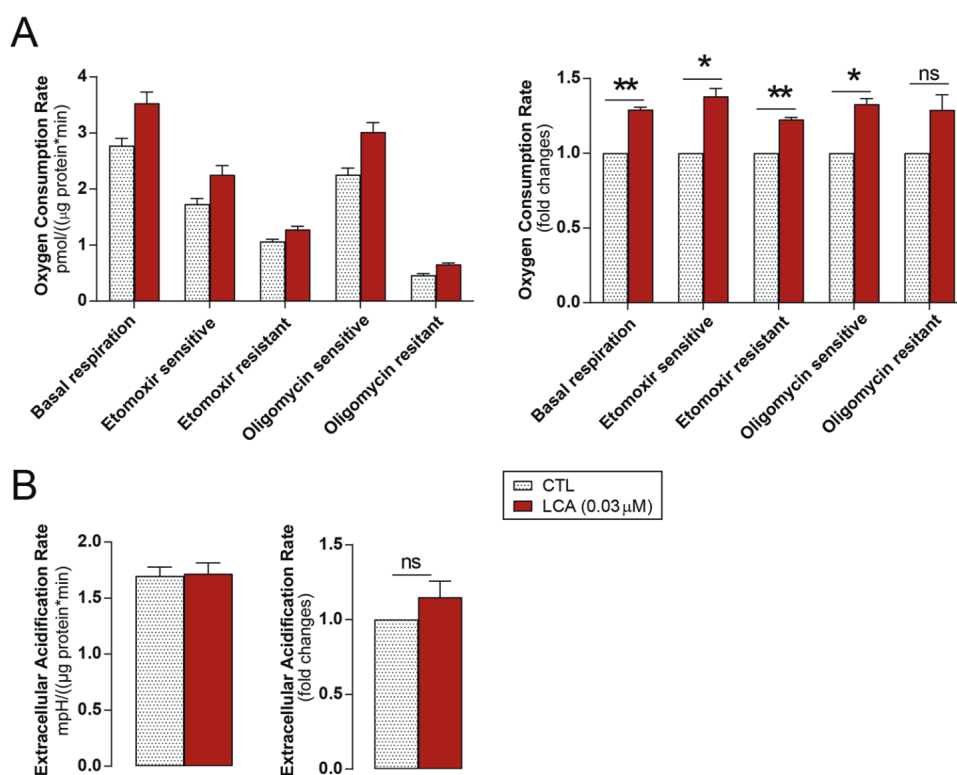 A
Oxygen Consumption Rate
pmol/((µg protein*min)
4
3
2
1
0
Basal respiration
Etomoxir sensitive
Etomoxir resistant
Oligomycin sensitive
Oligomycin resitant
Oxygen Consumption Rate
(fold changes)
1.5
1.0
0.5
0.0
**
*
**
*
ns
Basal respiration
Etomoxir sensitive
Etomoxir resistant
Oligomycin sensitive
Oligomycin resitant
B
CTL
LCA (0.03 µM)
Extracellular Acidification Rate
mpH/((µg protein*min)
2.0
1.5
1.0
0.5
0.0
Extracellular Acidification Rate
(fold changes)
1.5
1.0
0.5
0.0
ns